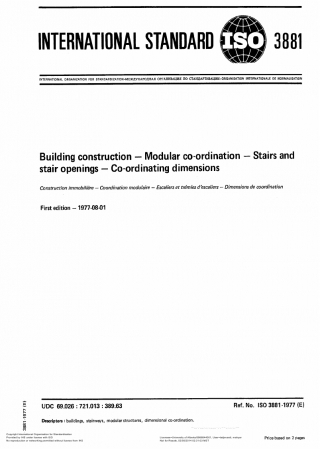 INTERNATIONAL STANDARD ISO 3881
INTERNATIONAL ORGANIZATION FOR STANDARDIZATION•МЕЖДУНАРОДНАЯ ОРГАНИЗАЦИЯ ПО СТАНДАРТИЗАЦИИ•ORGANISATION INTERNATIONALE DE NORMALISATION
Building construction — Modular co-ordination — Stairs and
stair openings — Co-ordinating dimensions
Construction immobilière — Coordination modulaire — Escaliers et trémies d'escaliers — Dimensions de coordination
First edition — 1977-08-01
UDC 69.026 : 721.013 : 389.63
Ref. No. ISO 3881-1977 (E)
Descriptors : buildings, stairways, modular structures, dimensional co-ordination.
Price based on 2 pages
ISO 3881-1977 (E)